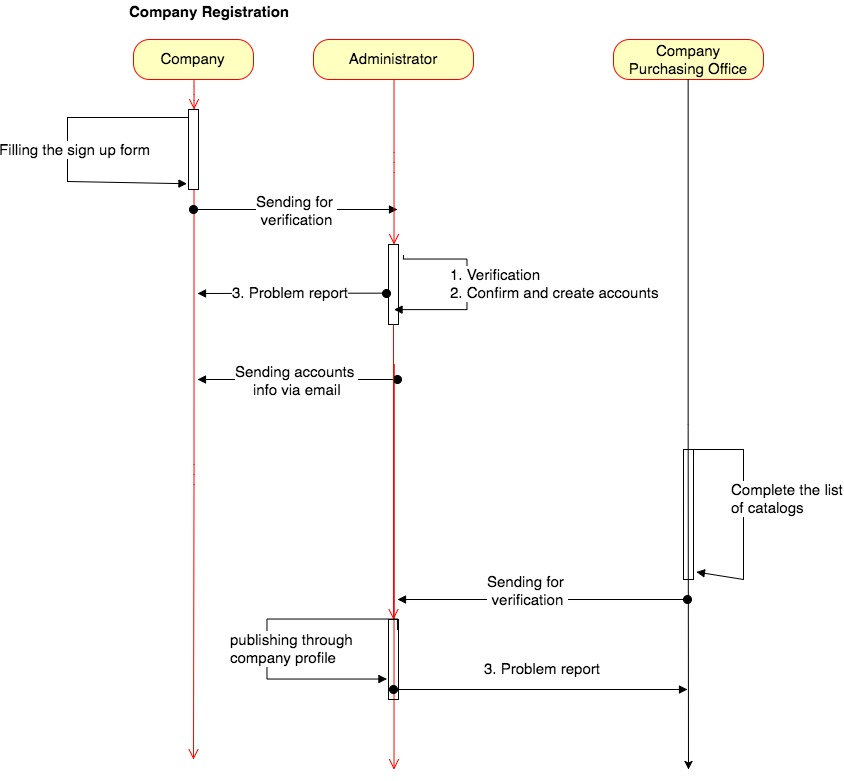 Company Registration
Company
Administrator
Company
Purchasing Office
Filling the sign up form
Sending for
verification
1. Verification
2. Confirm and create accounts
3. Problem report
Sending accounts
info via email
Complete the list
of catalogs
Sending for
verification
publishing through
company profile
3. Problem report